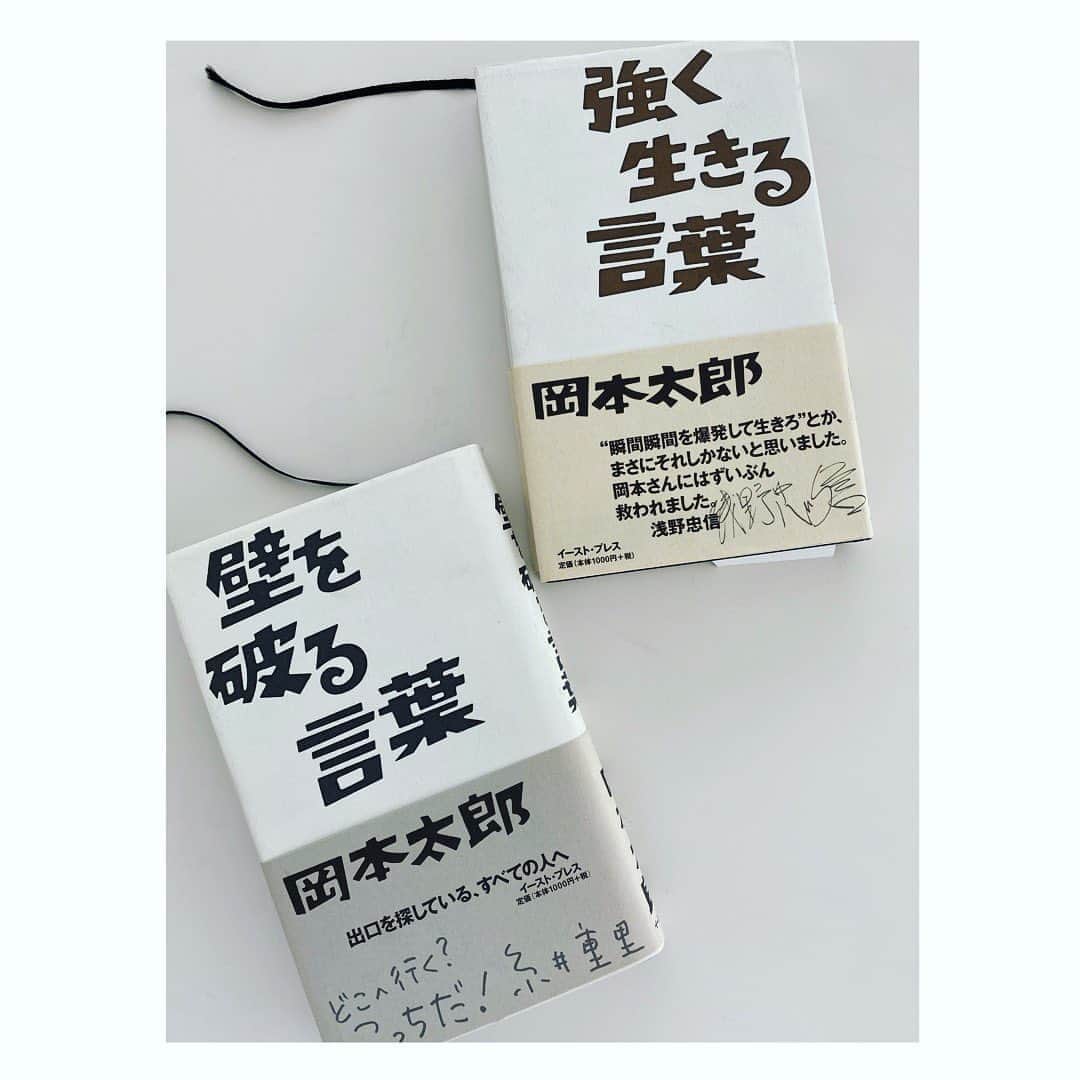 強く
生きる
言葉
岡本太郎
“瞬間瞬間を爆発して生きろ”とか、
まさにそれしかないと思いました。
岡本さんにはずいぶん
救われました。
浅野忠信
浅野忠信
イースト・プレス
定価(本体1000円+税)
壁を
破る
言葉
岡本太郎
出口を探している、すべての人へ
イースト・プレス
定価(本体1000円+税)
どこへ行く?
つっちだ! 糸井重里